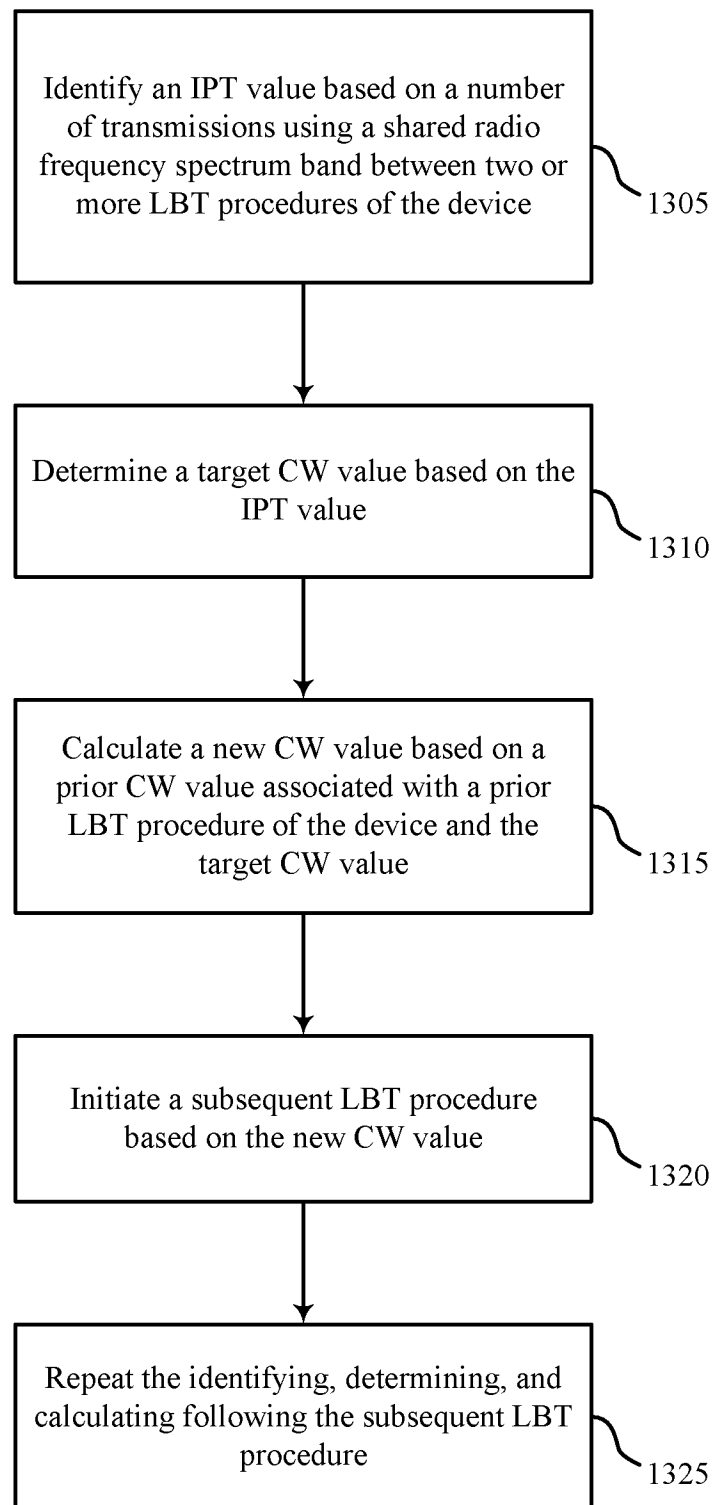 Identify an IPT value based on a number
of transmissions using a shared radio
frequency spectrum band between two or
more LBT procedures of the device
1305
Determine a target CW value based on the
IPT value
1310
Calculate a new CW value based on a
prior CW value associated with a prior
LBT procedure of the device and the
target CW value
1315
Initiate a subsequent LBT procedure
based on the new CW value
1320
Repeat the identifying, determining, and
calculating following the subsequent LBT
procedure
1325